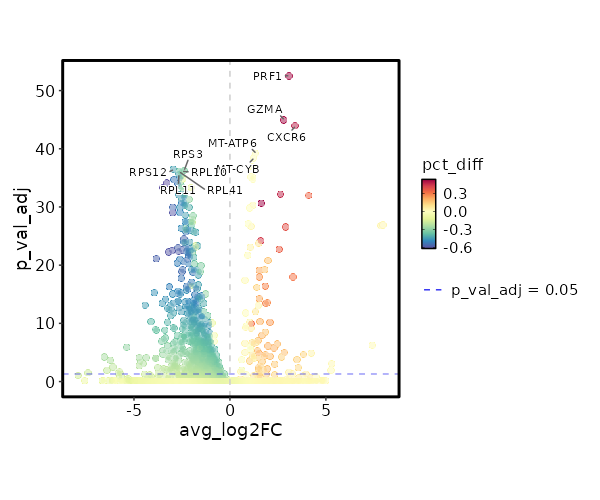 PRF1
GZMA
CXCR6
MT-ATP6
MT-CYB
RPS3
RPS12
RPL10
RPL11
RPL41
50
40
30
20
10
0
-5
0
5
avg_log2FC
p_val_adj
pct_diff
0.3
0.0
-0.3
-0.6
p_val_adj = 0.05